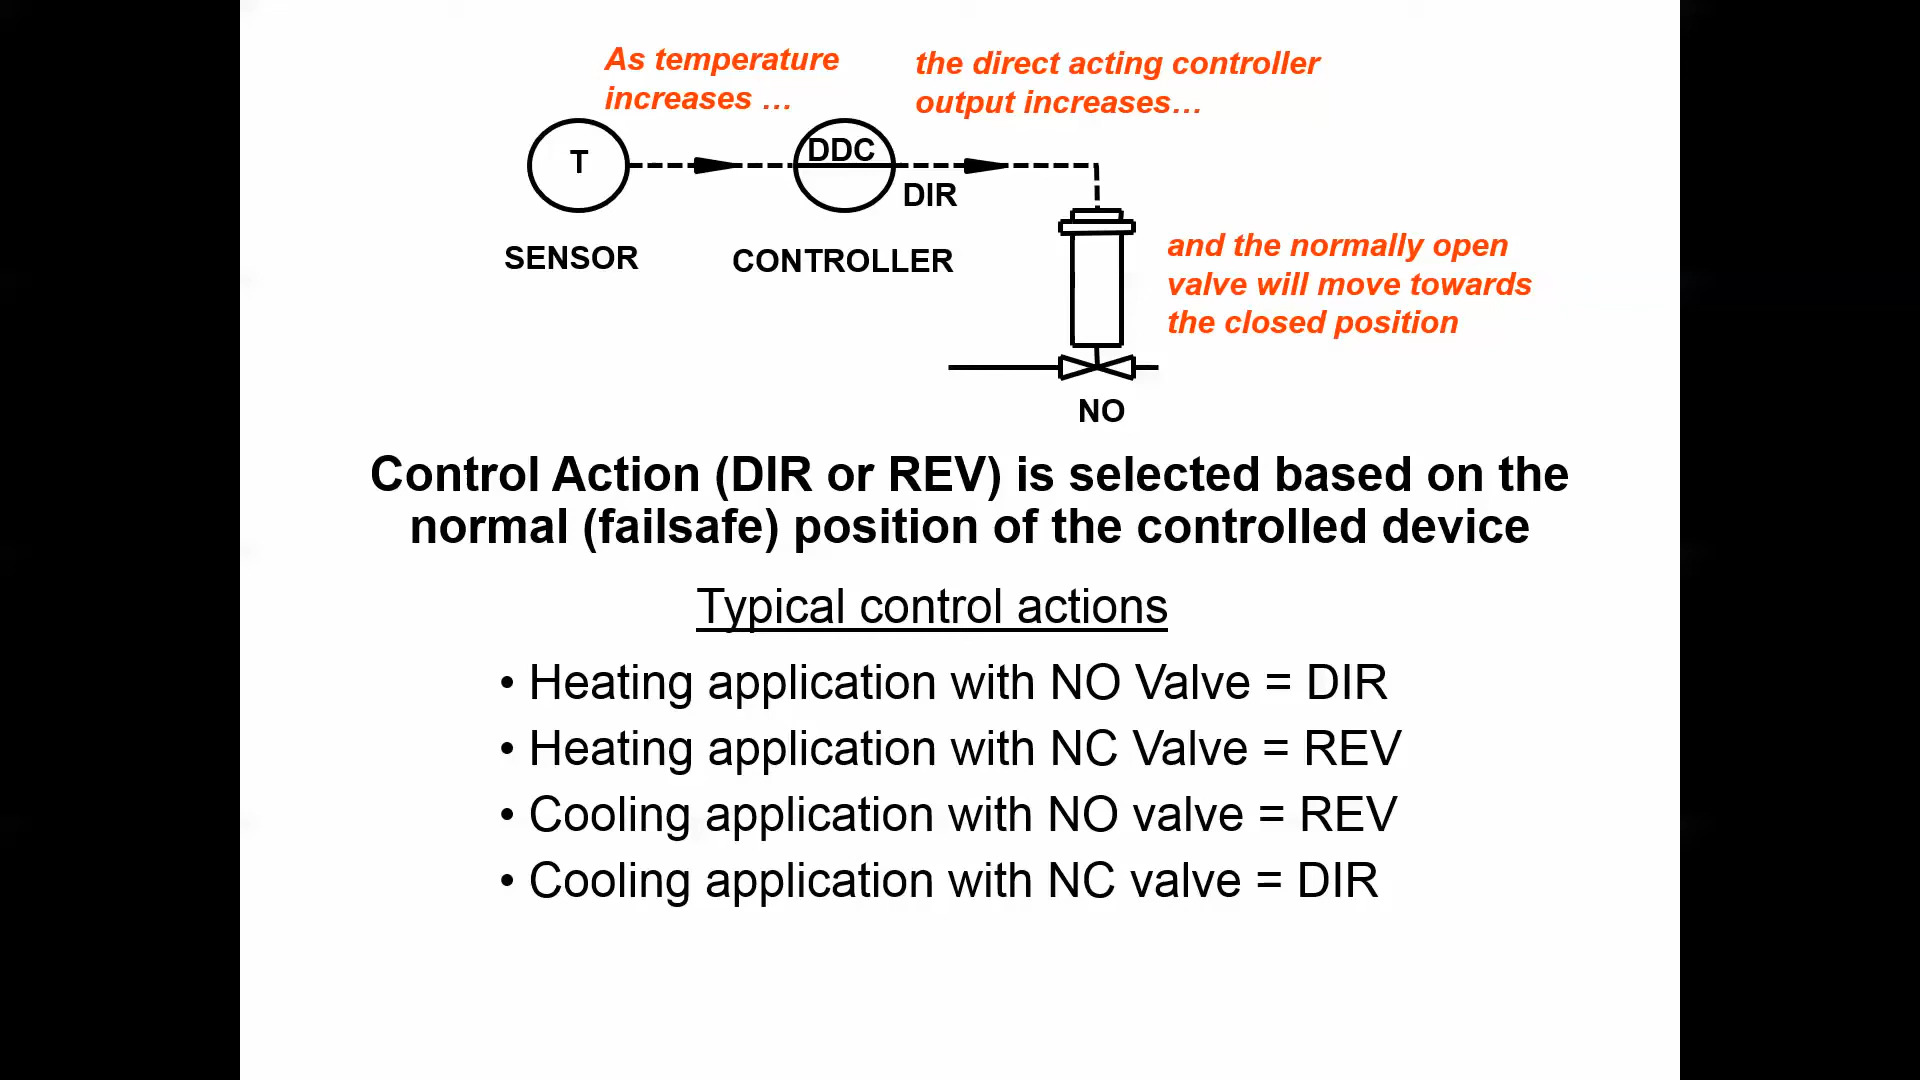 As temperature
increases …
the direct acting controller
output increases…
T
DDC
DIR
SENSOR
CONTROLLER
and the normally open
valve will move towards
the closed position
NO
Control Action (DIR or REV) is selected based on the
normal (failsafe) position of the controlled device
Typical control actions
• Heating application with NO Valve = DIR
• Heating application with NC Valve = REV
• Cooling application with NO valve = REV
• Cooling application with NC valve = DIR